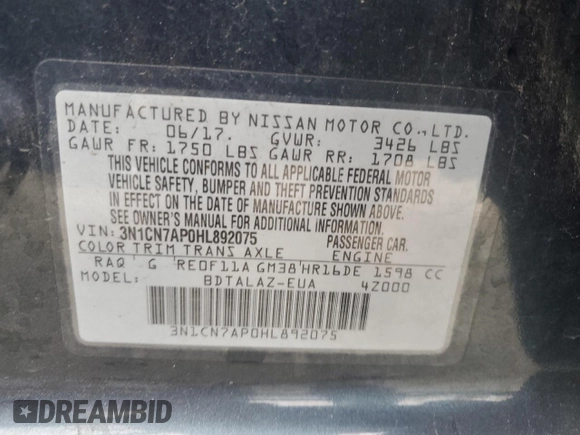 MANUFACTURED BY NISSAN MOTOR CO.,LTD.
DATE: 06/17. GVWR: 3426 LBS
GAWR FR: 1750 LBS GAWR RR: 1708 LBS
THIS VEHICLE CONFORMS TO ALL APPLICABLE FEDERAL MOTOR
VEHICLE SAFETY, BUMPER, AND THEFT PREVENTION STANDARDS
IN EFFECT ON THE DATE OF MANUFACTURE SHOWN ABOVE.
SEE OWNER'S MANUAL FOR ADDITIONAL INFORMATION.
VIN: 3N1CN7AP0HL892075 PASSENGER CAR.
COLOR TRIM TRANS AXLE ENGINE
RAQ G RE0F11A GM38 HR16DE 1598 CC
MODEL: BDTALAZ-EUA 4Z000
3N1CN7AP0HL892075
DREAMBID